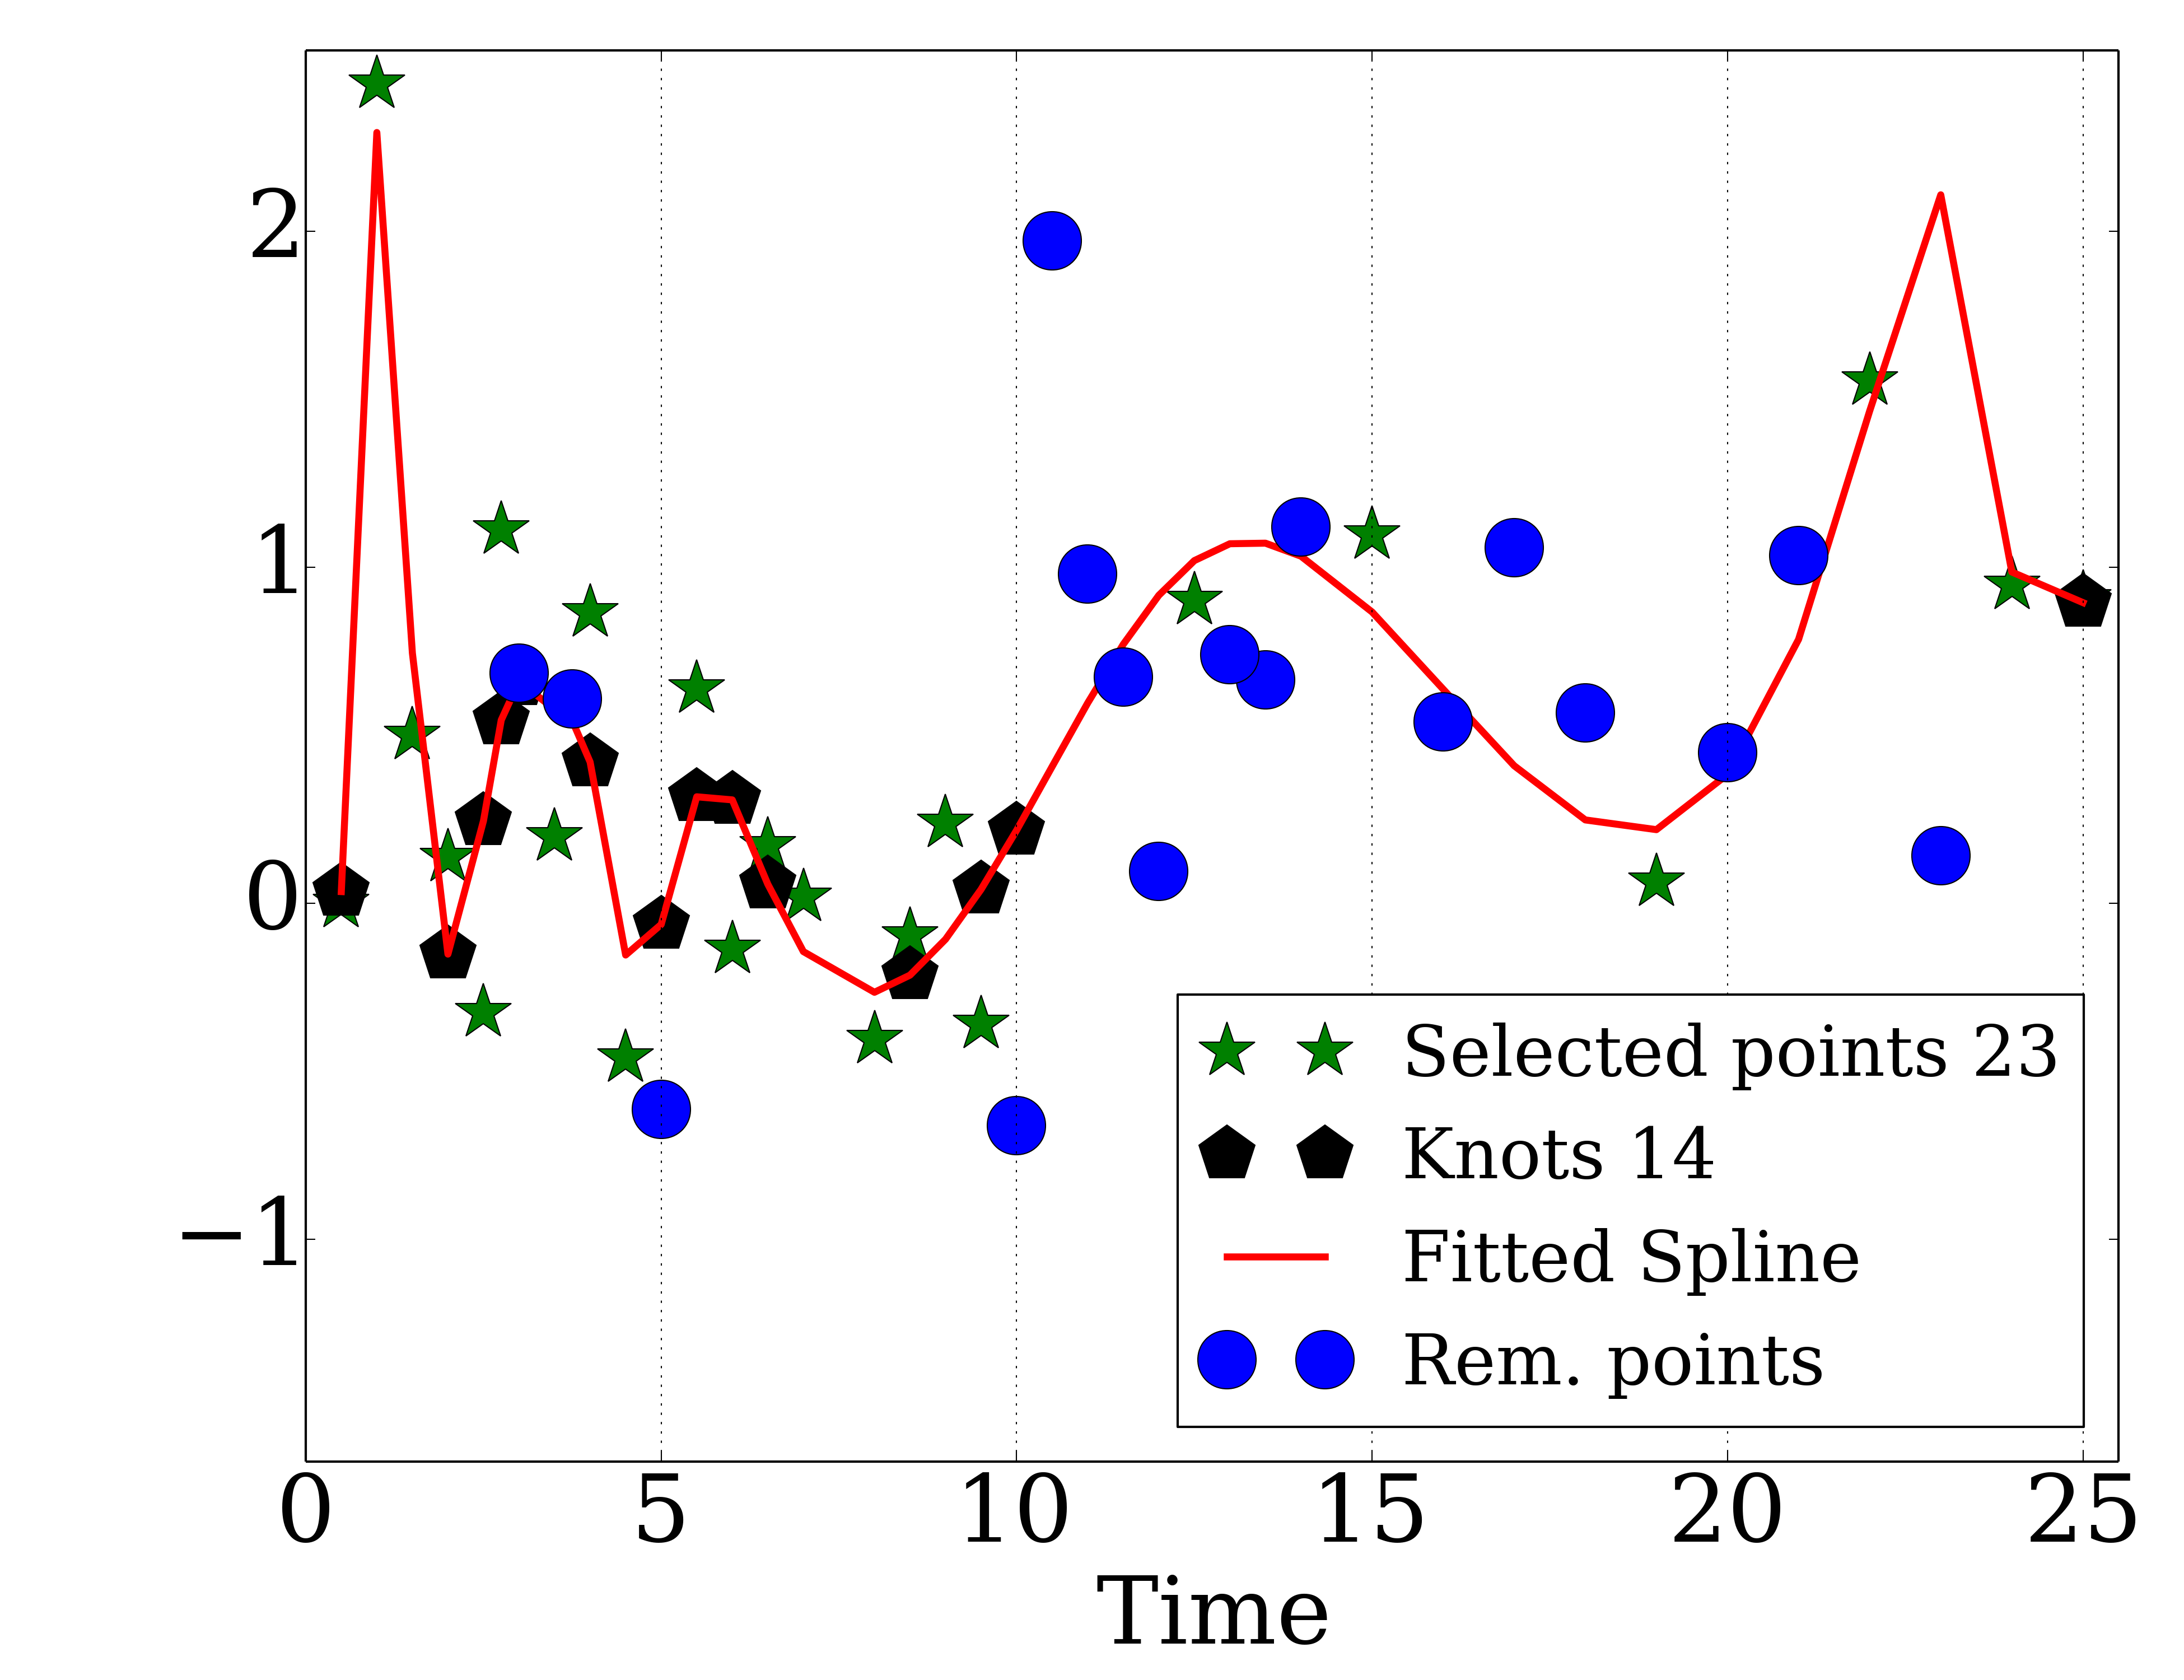 2
1
0
−1
Selected points 23
Knots 14
Fitted Spline
Rem. points
0 5 10 15 20 25
Time